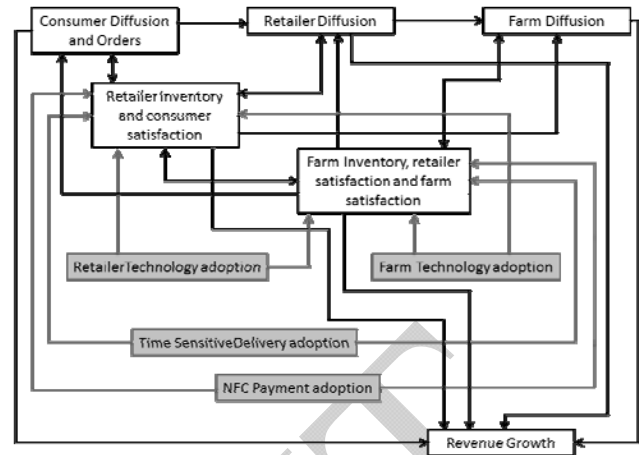 Consumer Diffusion
and Orders
Retailer Diffusion
Farm Diffusion
Retailer Inventory
and consumer
satisfaction
Farm Inventory, retailer
satisfaction and farm
satisfaction
RetailerTechnology adoption
Farm Technology adoption
Time SensitiveDelivery adoption
NFC Payment adoption
Revenue Growth